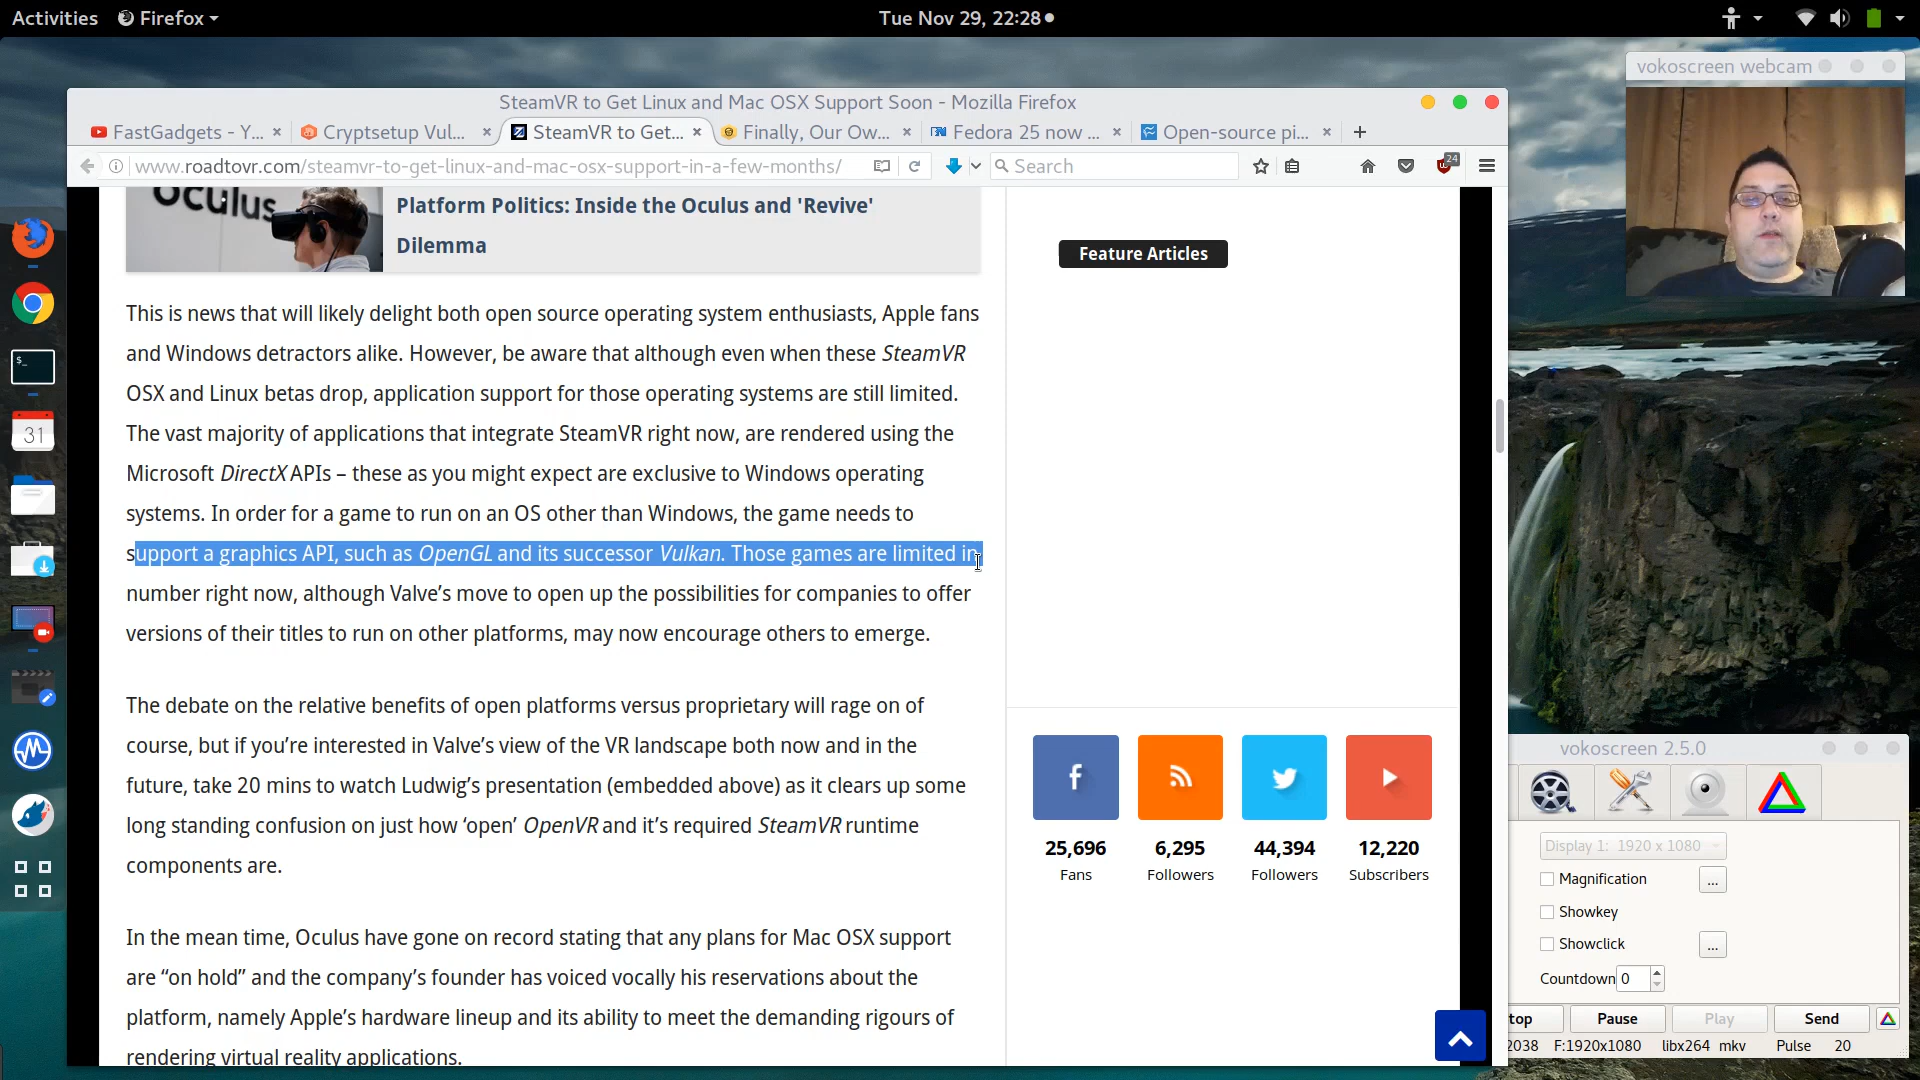 Activities
Firefox
Tue Nov 29, 22:28
vokoscreen webcam
SteamVR to Get Linux and Mac OSX Support Soon - Mozilla Firefox
FastGadgets - Y...
Cryptsetup Vul...
SteamVR to Get...
Finally, Our Ow...
Fedora 25 now ...
Open-source pi...
www.roadtovr.com/steamvr-to-get-linux-and-mac-osx-support-in-a-few-months/
Search
24
oculus
Platform Politics: Inside the Oculus and 'Revive'
Dilemma
This is news that will likely delight both open source operating system enthusiasts, Apple fans
and Windows detractors alike. However, be aware that although even when these SteamVR
OSX and Linux betas drop, application support for those operating systems are still limited.
The vast majority of applications that integrate SteamVR right now, are rendered using the
Microsoft DirectX APIs – these as you might expect are exclusive to Windows operating
systems. In order for a game to run on an OS other than Windows, the game needs to
support a graphics API, such as OpenGL and its successor Vulkan. Those games are limited in
number right now, although Valve’s move to open up the possibilities for companies to offer
versions of their titles to run on other platforms, may now encourage others to emerge.
The debate on the relative benefits of open platforms versus proprietary will rage on of
course, but if you’re interested in Valve’s view of the VR landscape both now and in the
future, take 20 mins to watch Ludwig’s presentation (embedded above) as it clears up some
long standing confusion on just how ‘open’ OpenVR and it’s required SteamVR runtime
components are.
In the mean time, Oculus have gone on record stating that any plans for Mac OSX support
are “on hold” and the company’s founder has voiced vocally his reservations about the
platform, namely Apple’s hardware lineup and its ability to meet the demanding rigours of
rendering virtual reality applications.
Feature Articles
25,696
Fans
6,295
Followers
44,394
Followers
12,220
Subscribers
31
$_
vokoscreen 2.5.0
Display 1: 1920 x 1080
Magnification
...
Showkey
Showclick
...
Countdown 0
top
Pause
Play
Send
2038
F:1920x1080
libx264
mkv
Pulse
20